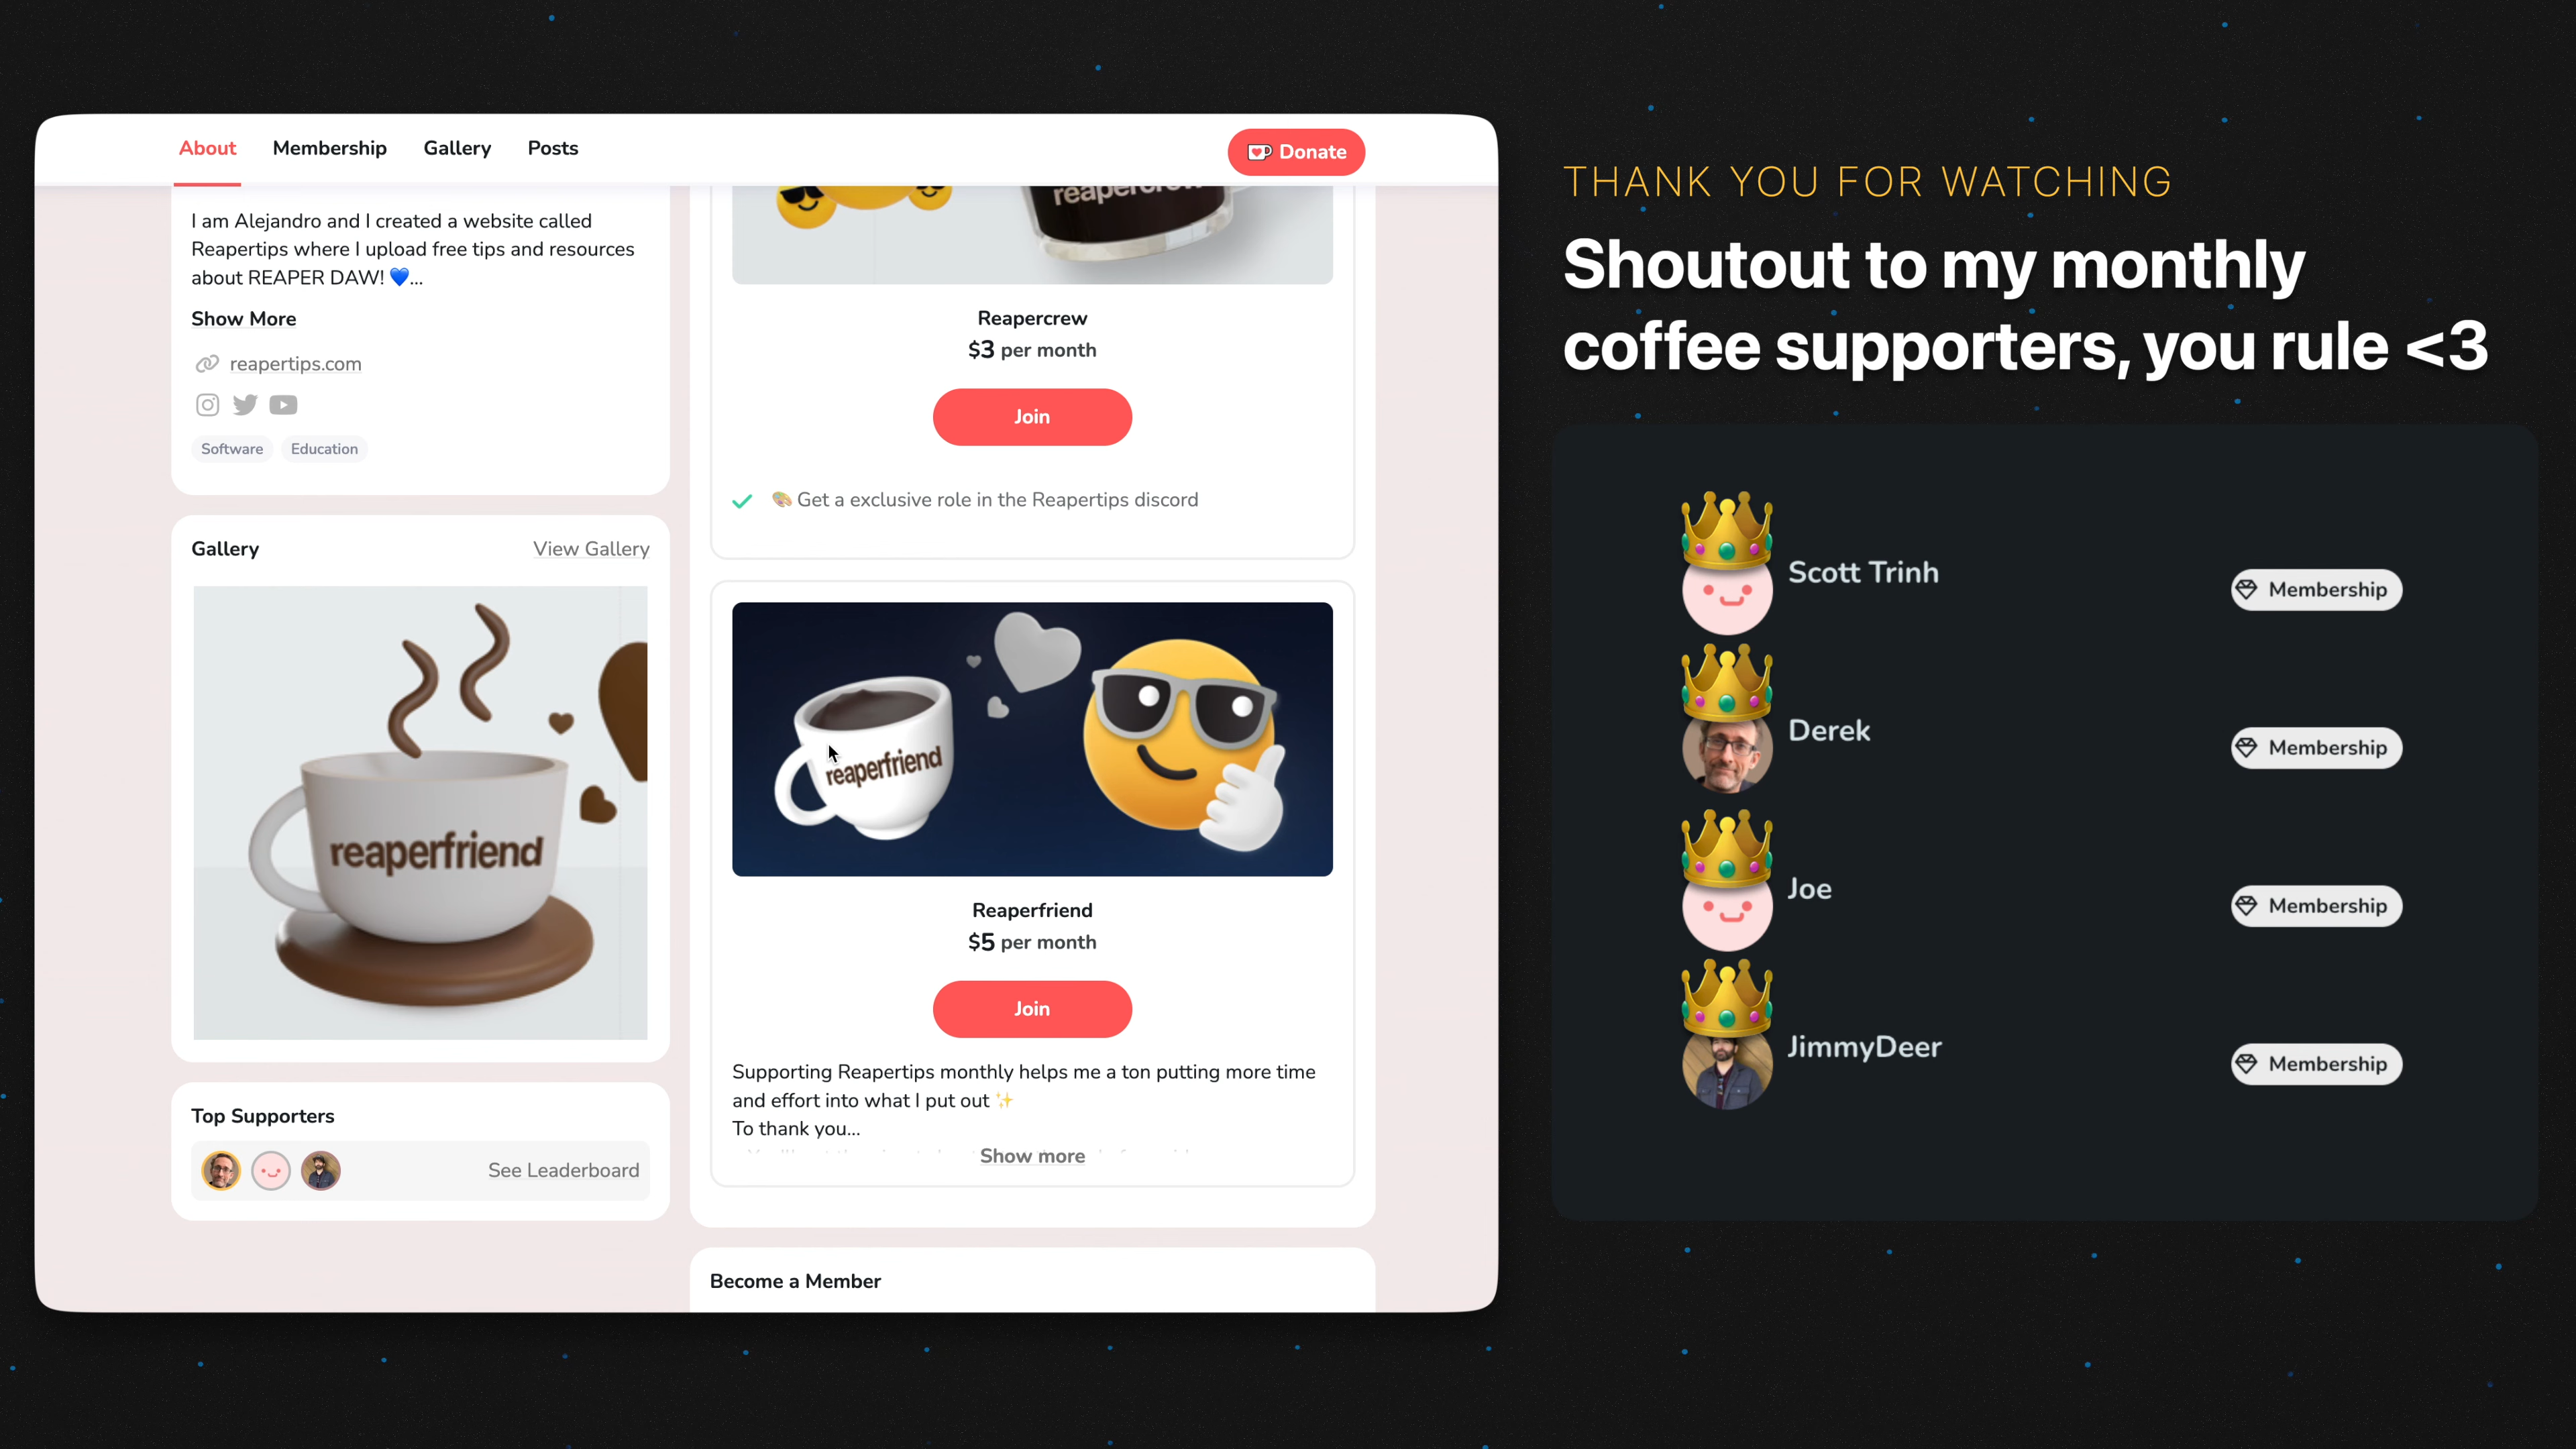 About
Membership
Gallery
Posts
Donate
I am Alejandro and I created a website called
Reapertips where I upload free tips and resources
about REAPER DAW! 💙...
Show More
reapertips.com
Software
Education
Gallery
View Gallery
reaperfriend
Top Supporters
See Leaderboard
reapercrew
Reapercrew
$3 per month
Join
🎨 Get a exclusive role in the Reapertips discord
reaperfriend
Reaperfriend
$5 per month
Join
Supporting Reapertips monthly helps me a ton putting more time
and effort into what I put out ✨
To thank you...
Show more
Become a Member
THANK YOU FOR WATCHING
Shoutout to my monthly
coffee supporters, you rule <3
Scott Trinh
Membership
Derek
Membership
Joe
Membership
JimmyDeer
Membership